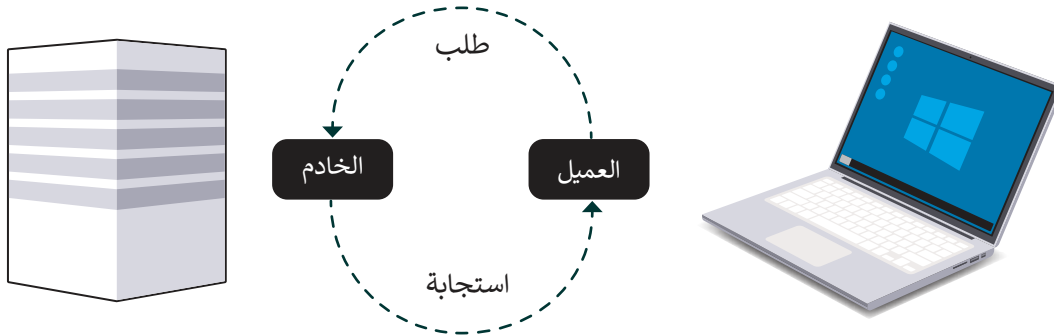 طلب
العميل
الخادم
استجابة